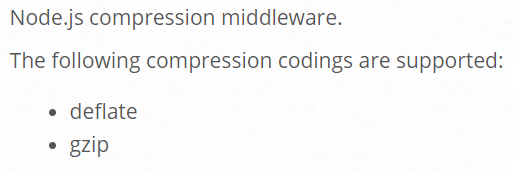 Node.js compression middleware.
The following compression codings are supported:
• deflate
• gzip